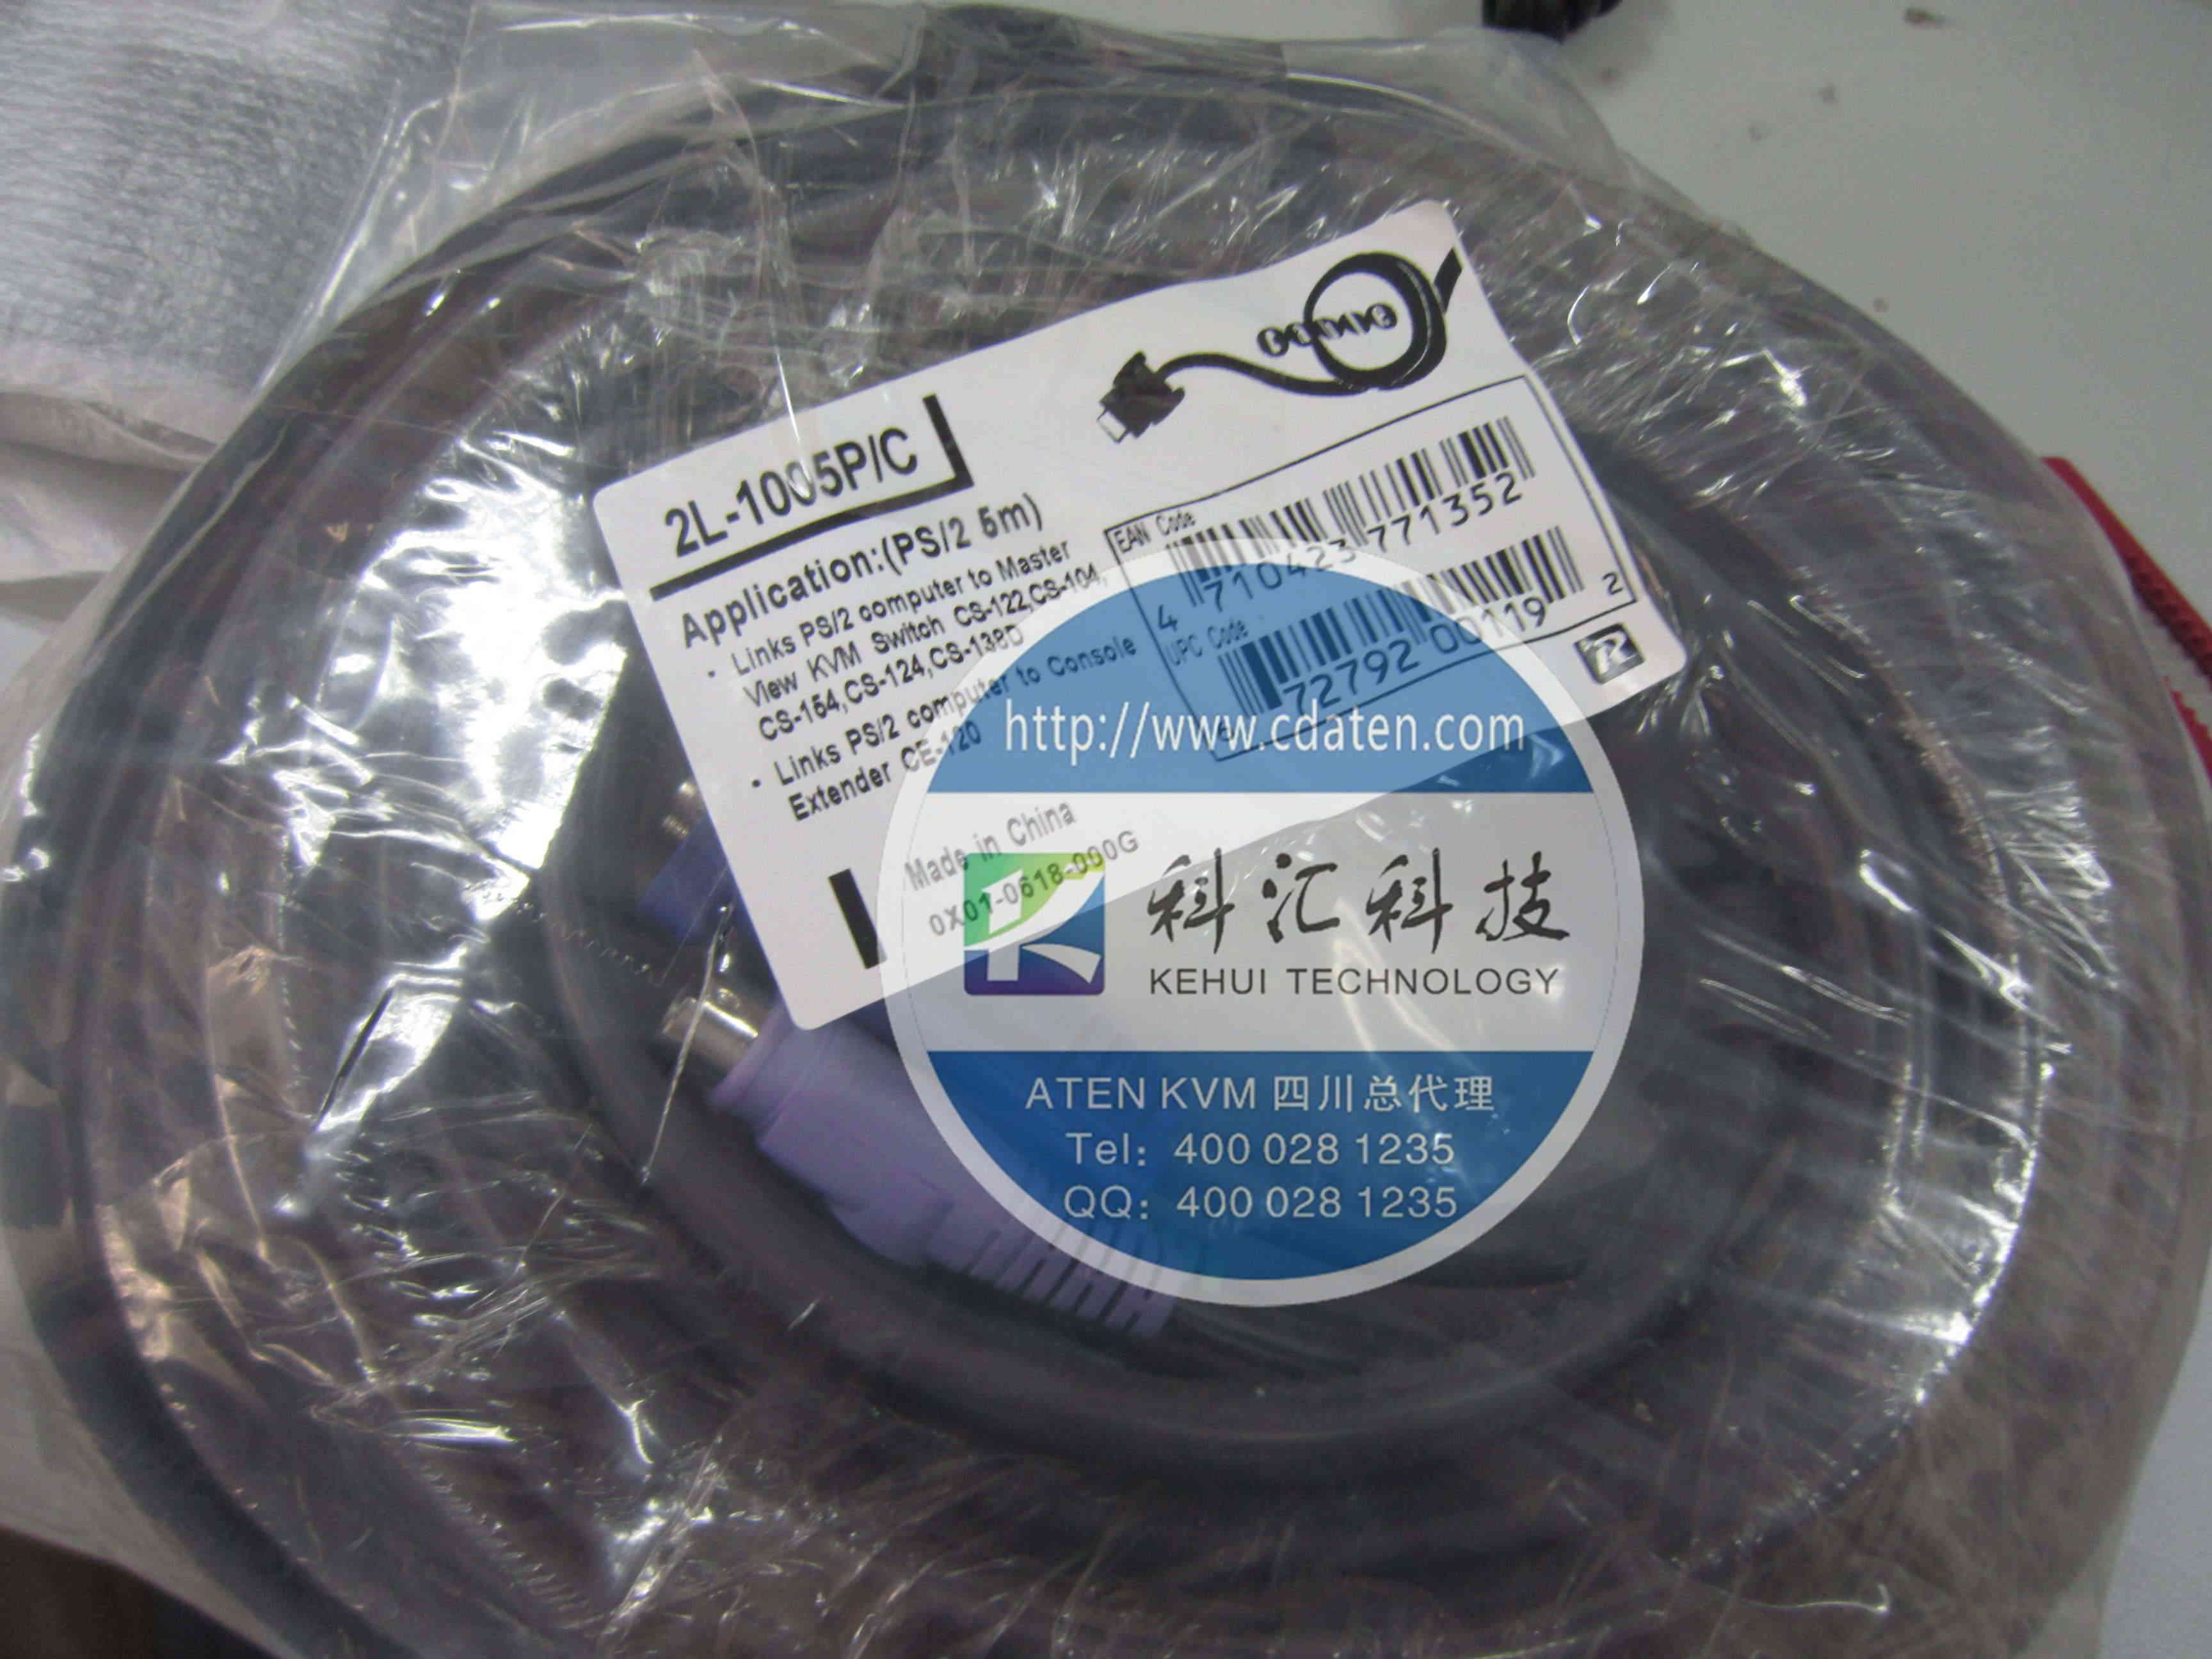 2L-1005P/C
Application:(PS/2 5m)
· Links PS/2 computer to Master
View KVM Switch CS-122,CS-104,
CS-154,CS-124,CS-138D
· Links PS/2 computer to Console
Extender CE-120
Made in China
0X01-0618-000G
EAN Code
4 710423 771352
UPC Code
6 72792 00119 2
http://www.cdaten.com
科汇科技
KEHUI TECHNOLOGY
ATEN KVM 四川总代理
Tel: 400 028 1235
QQ: 400 028 1235